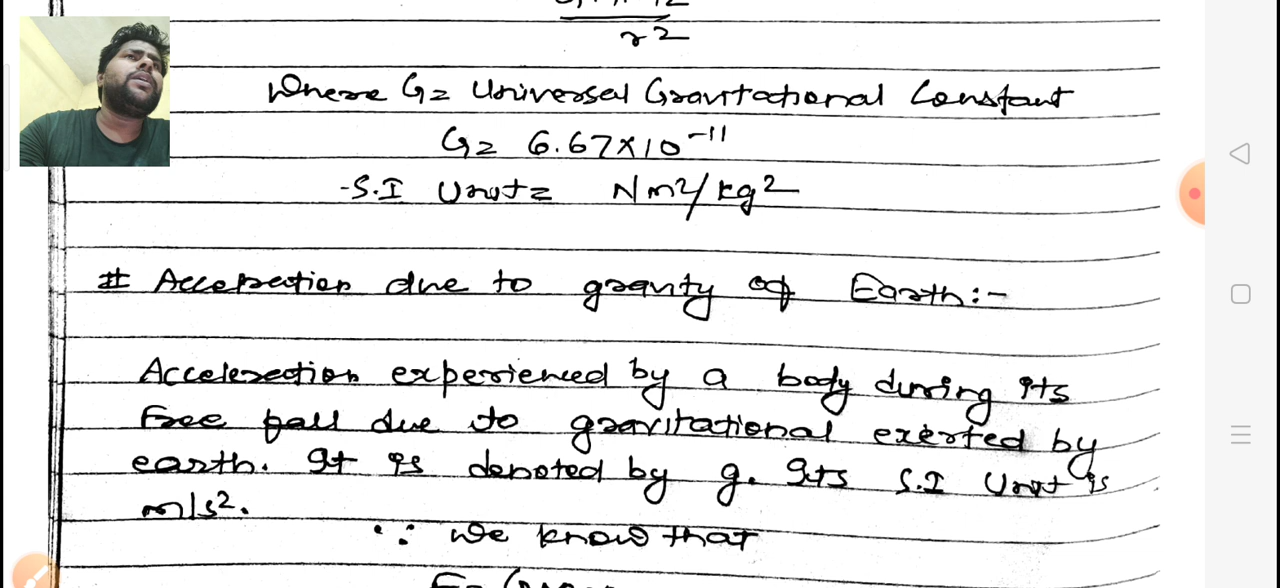 r2
Where G= Universal Gravitational Constant
G= 6.67×10-11
-S.I Unit= Nm2/kg2
# Acceleration due to gravity of Earth:-
Acceleration experienced by a body during its
free fall due to gravitational exerted by
earth. It is denoted by g. Its S.I Unit is
m/s2.
∵ we know that